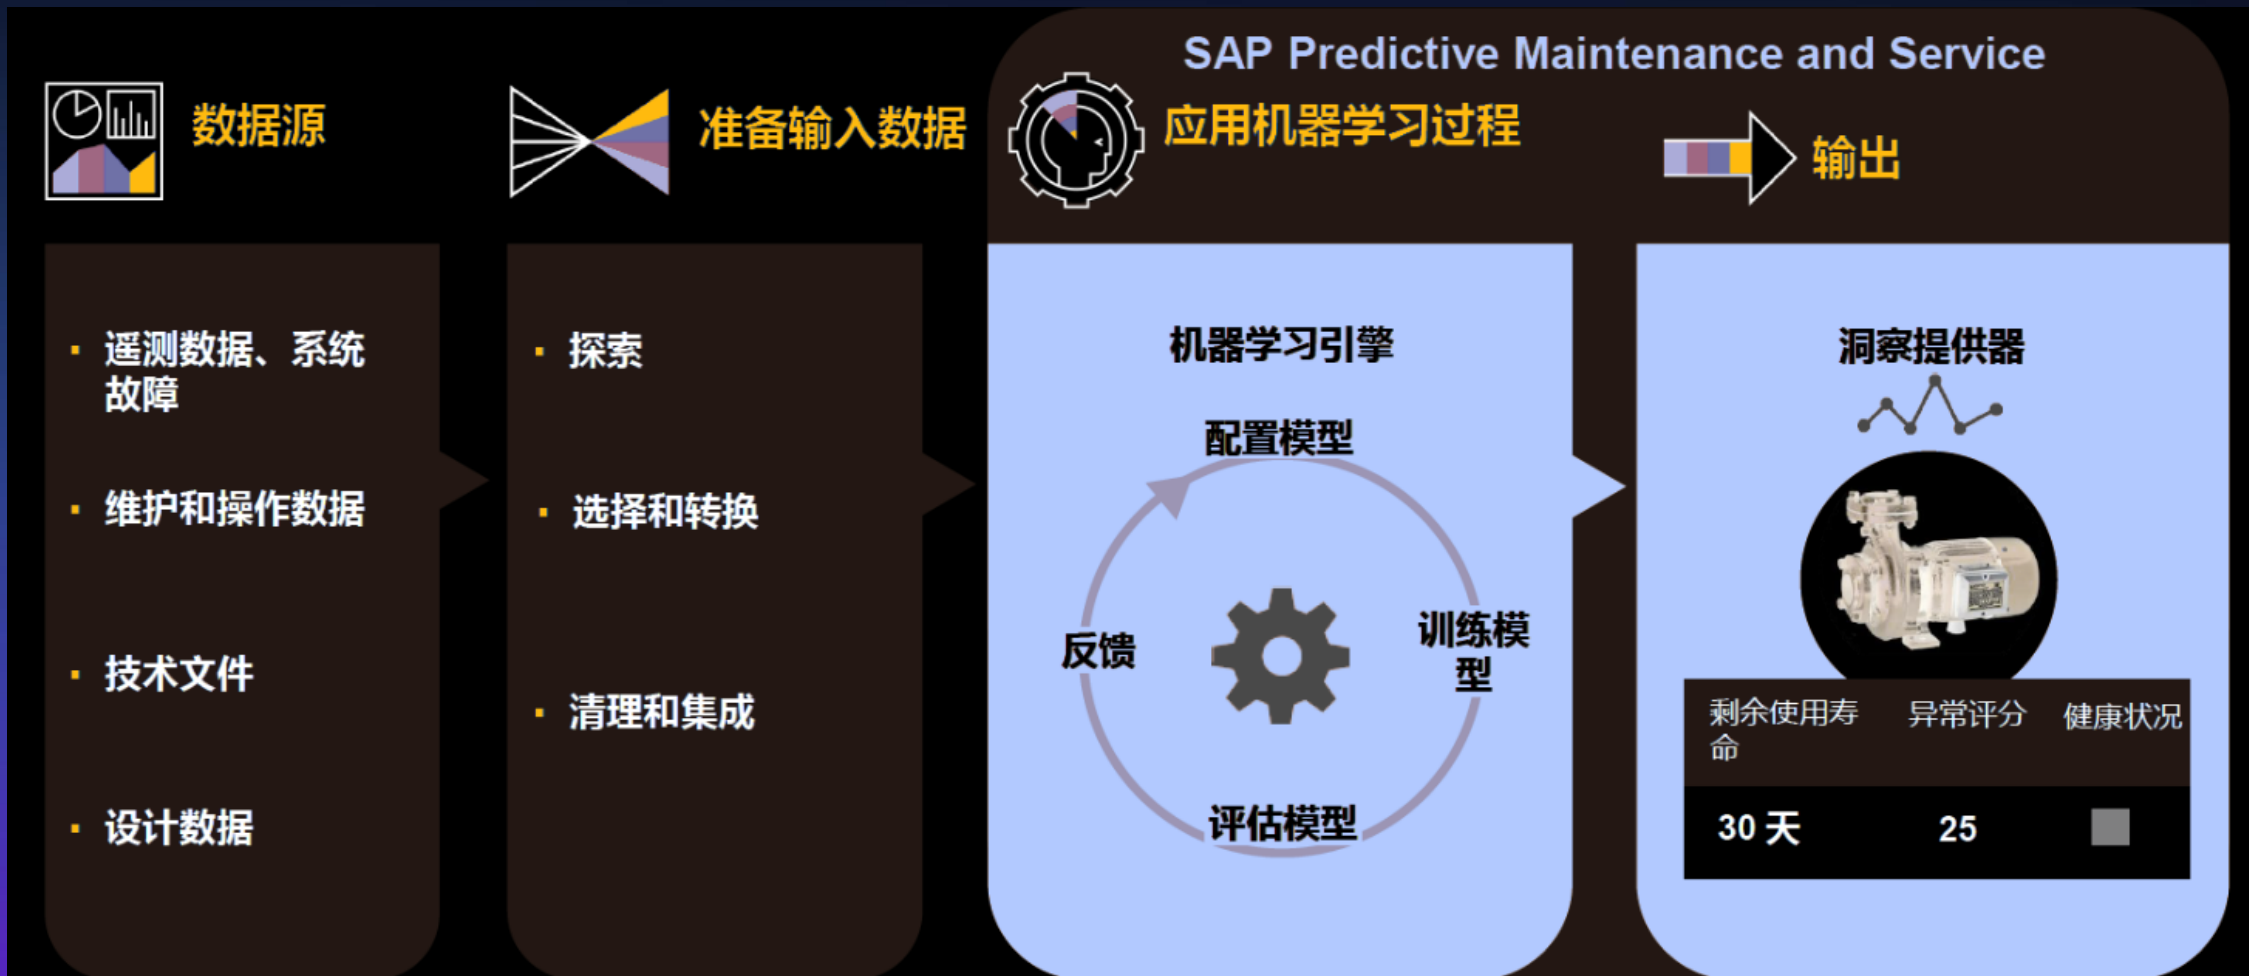 SAP Predictive Maintenance and Service
数据源
准备输入数据
应用机器学习过程
输出
· 遥测数据、系统
故障
· 维护和操作数据
· 技术文件
· 设计数据
· 探索
· 选择和转换
· 清理和集成
机器学习引擎
配置模型
训练模
型
评估模型
反馈
洞察提供器
剩余使用寿
命
异常评分
健康状况
30 天
25